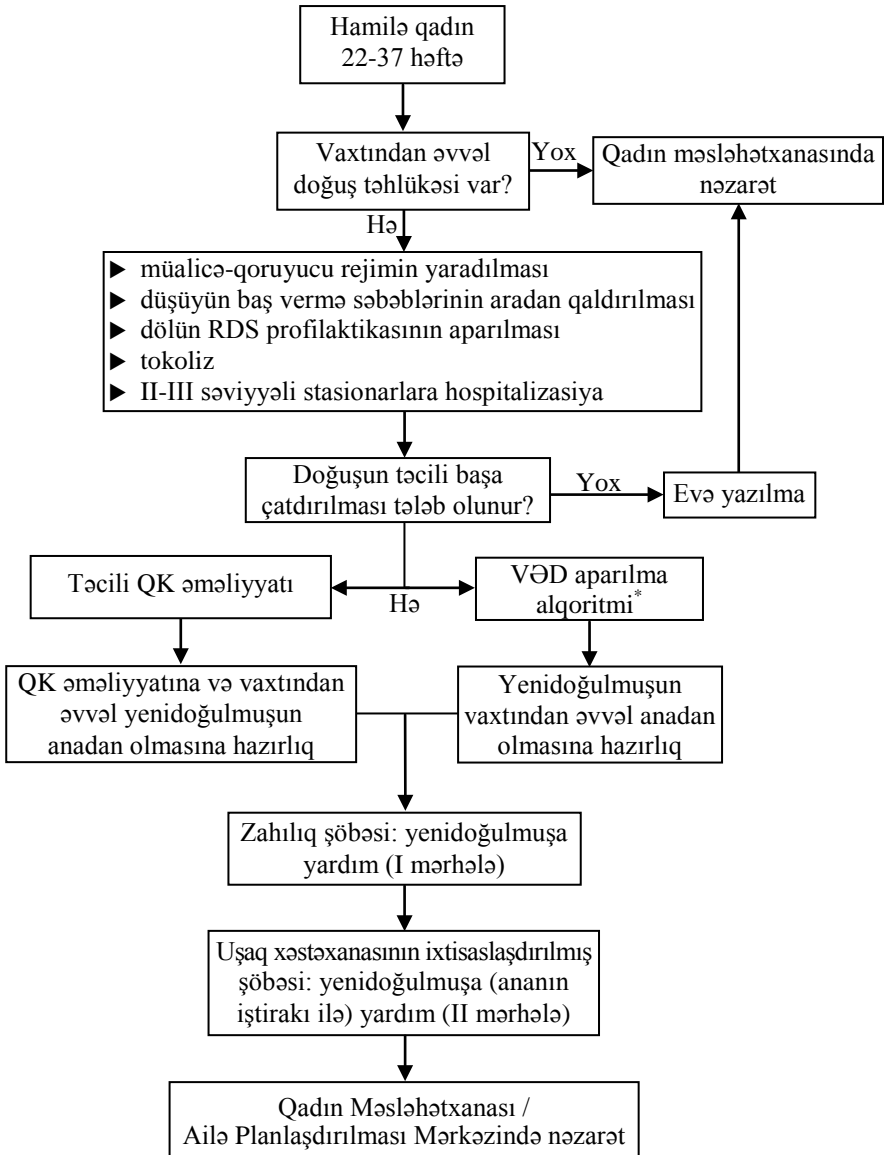 Hamilə qadın
22-37 həftə
Vaxtından əvvəl
doğuş təhlükəsi var?
Yox
Qadın məsləhətxanasında
nəzarət
Hə
▶ müalicə-qoruyucu rejimin yaradılması
▶ düşüyün baş vermə səbəblərinin aradan qaldırılması
▶ dölün RDS profilaktikasının aparılması
▶ tokoliz
▶ II-III səviyyəli stasionarlara hospitalizasiya
Doğuşun təcili başa
çatdırılması tələb olunur?
Yox
Evə yazılma
Təcili QK əməliyyatı
Hə
VƏD aparılma
alqoritmi*
QK əməliyyatına və vaxtından
əvvəl yenidoğulmuşun
anadan olmasına hazırlıq
Yenidoğulmuşun
vaxtından əvvəl anadan
olmasına hazırlıq
Zahılıq şöbəsi: yenidoğulmuşa
yardım (I mərhələ)
Uşaq xəstəxanasının ixtisaslaşdırılmış
şöbəsi: yenidoğulmuşa (ananın
iştirakı ilə) yardım (II mərhələ)
Qadın Məsləhətxanası /
Ailə Planlaşdırılması Mərkəzində nəzarət